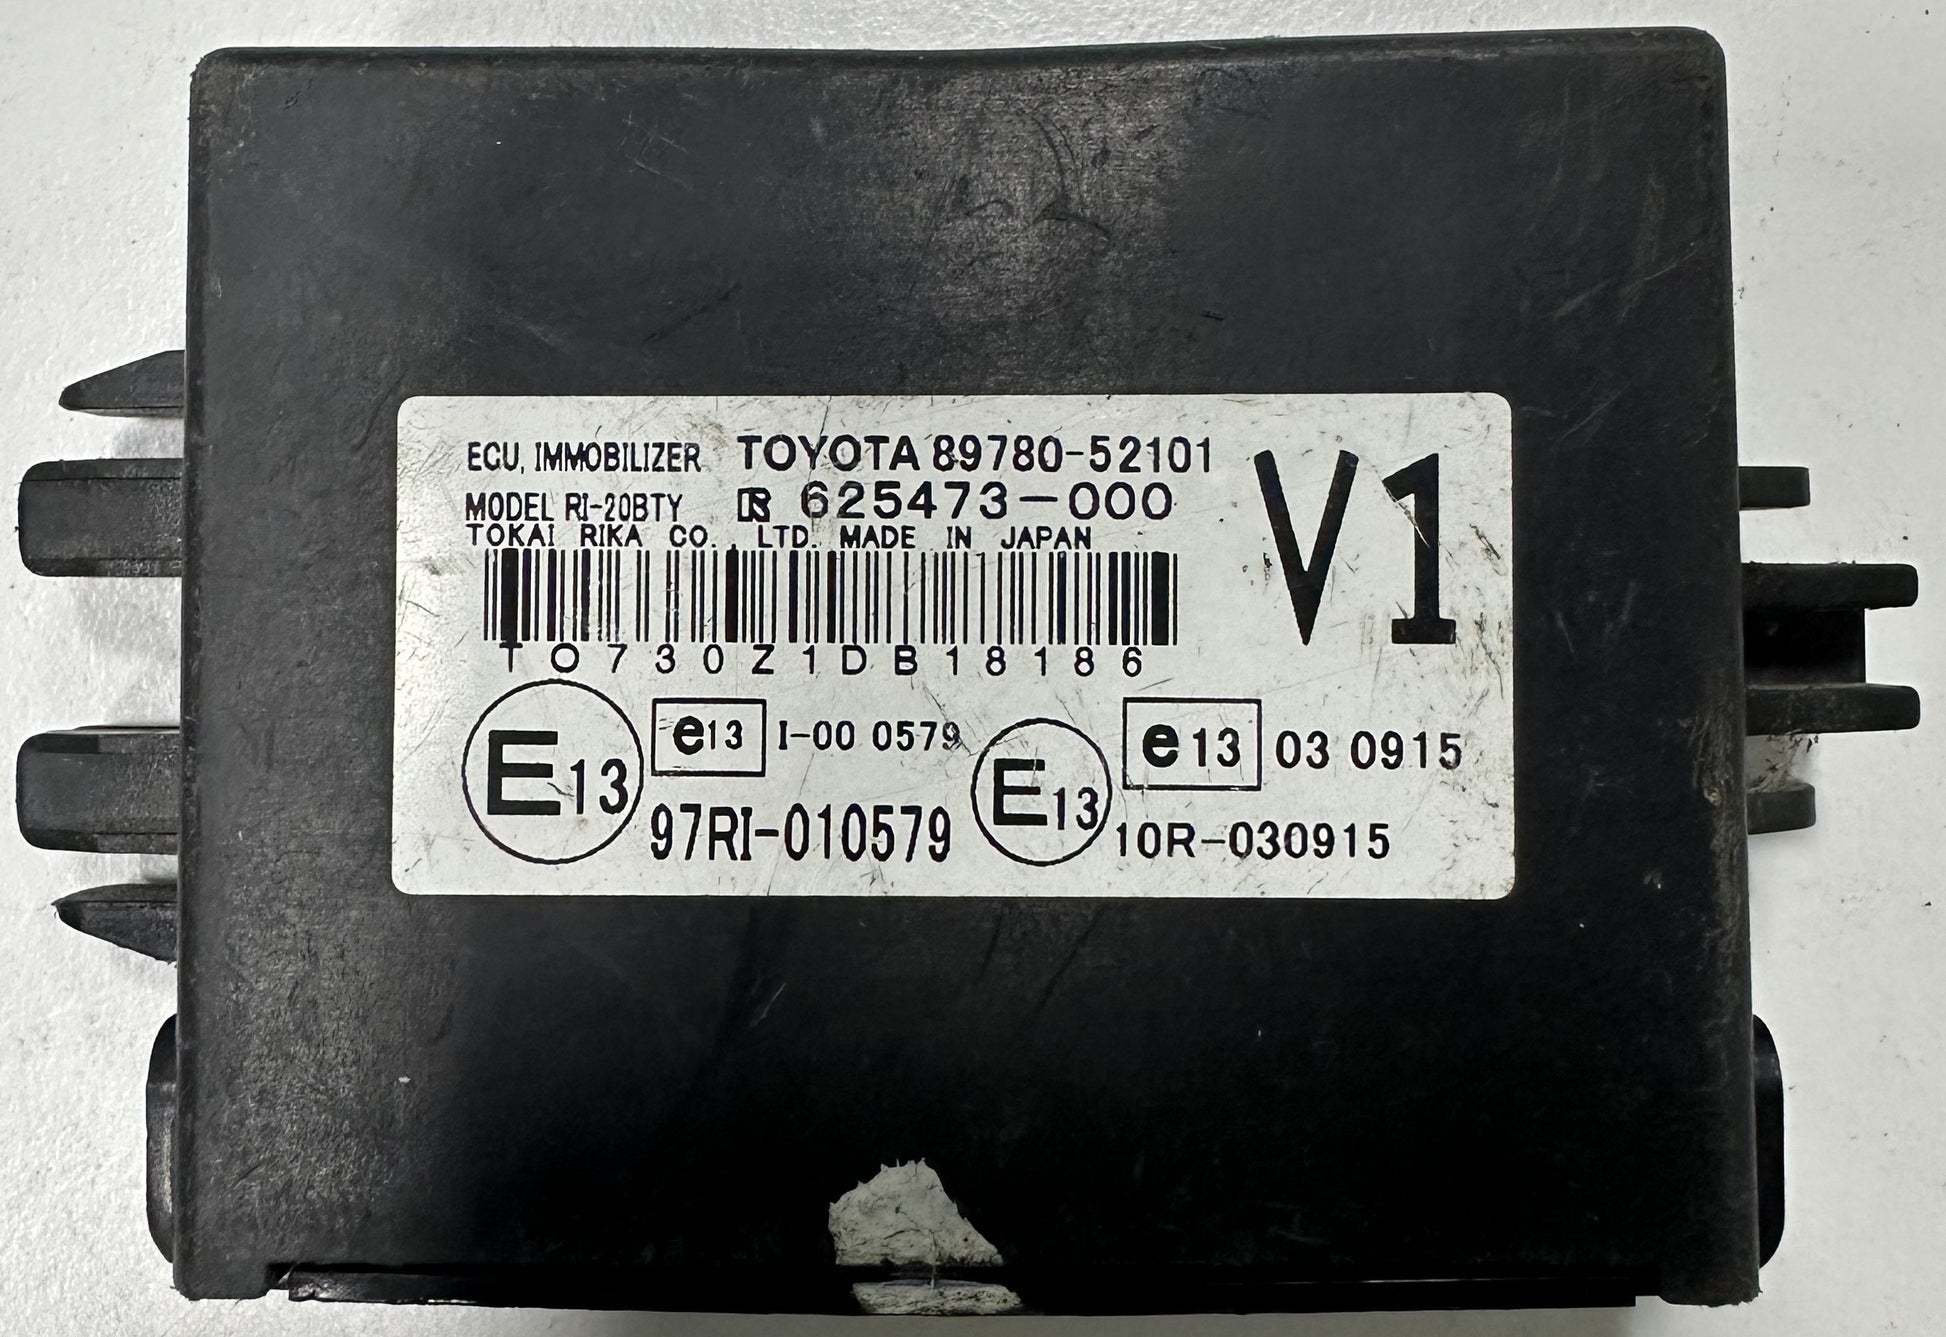 ECU, IMMOBILIZER TOYOTA 89780-52101
MODEL RI-20BTY 625473-000
V1
TOKAI RIKA CO., LTD. MADE IN JAPAN
TO730Z1DB18186
E13 e13 I-00 0579
97RI-010579
E13 e13 03 0915
10R-030915